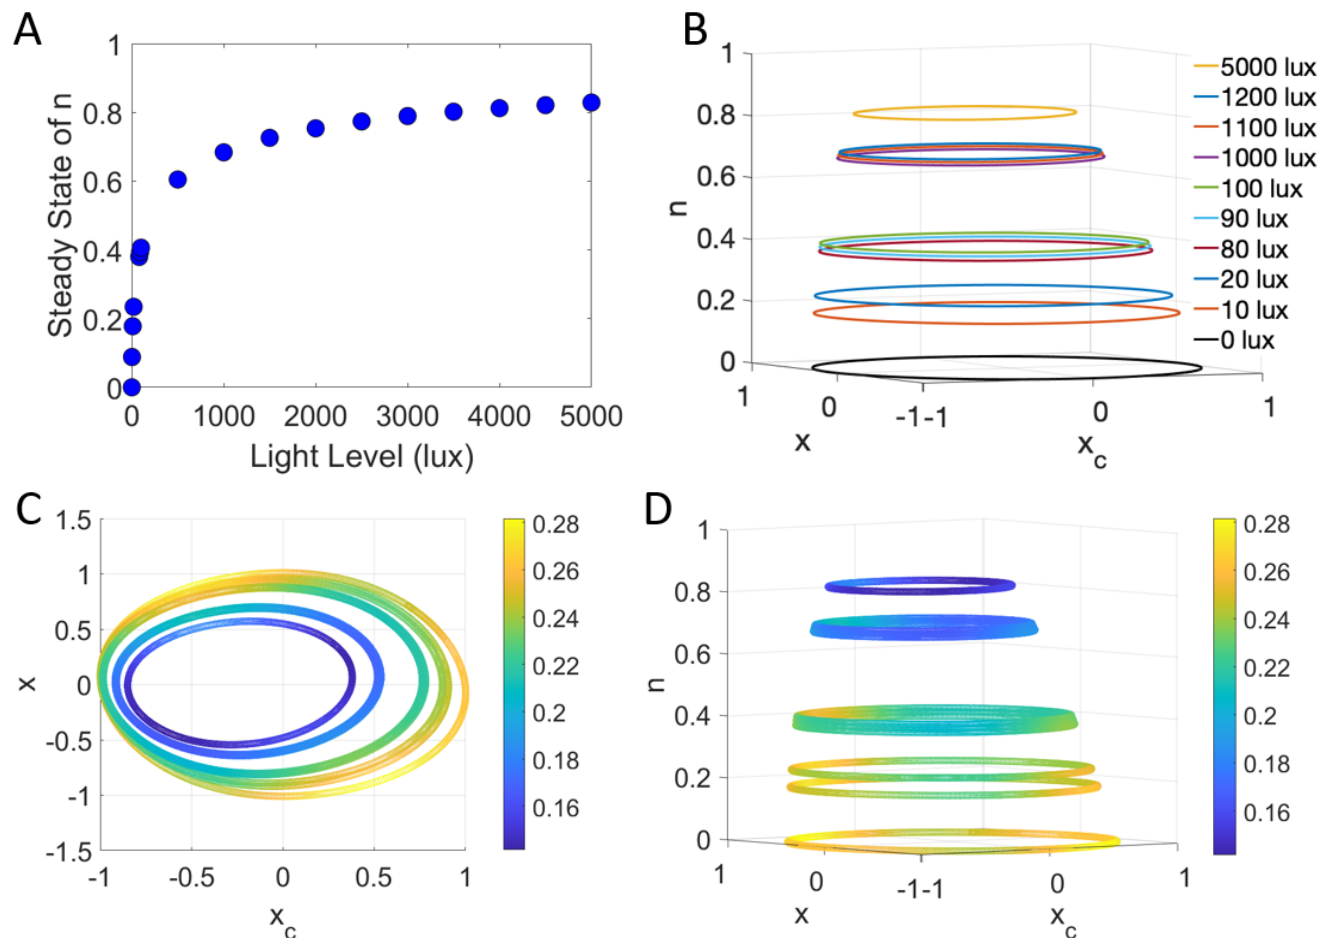 A
1
0.8
0.6
0.4
0.2
0
Steady State of n
0 1000 2000 3000 4000 5000
Light Level (lux)
B
1
0.8
0.6
0.4
0.2
0
n
1 0 -1 -1 0 1
x
x_c
5000 lux
1200 lux
1100 lux
1000 lux
100 lux
90 lux
80 lux
20 lux
10 lux
0 lux
C
1.5
1
0.5
0
-0.5
-1
-1.5
x
-1 -0.5 0 0.5 1
x_c
0.28
0.26
0.24
0.22
0.2
0.18
0.16
D
1
0.8
0.6
0.4
0.2
0
n
1 0 -1 -1 0 1
x
x_c
0.28
0.26
0.24
0.22
0.2
0.18
0.16